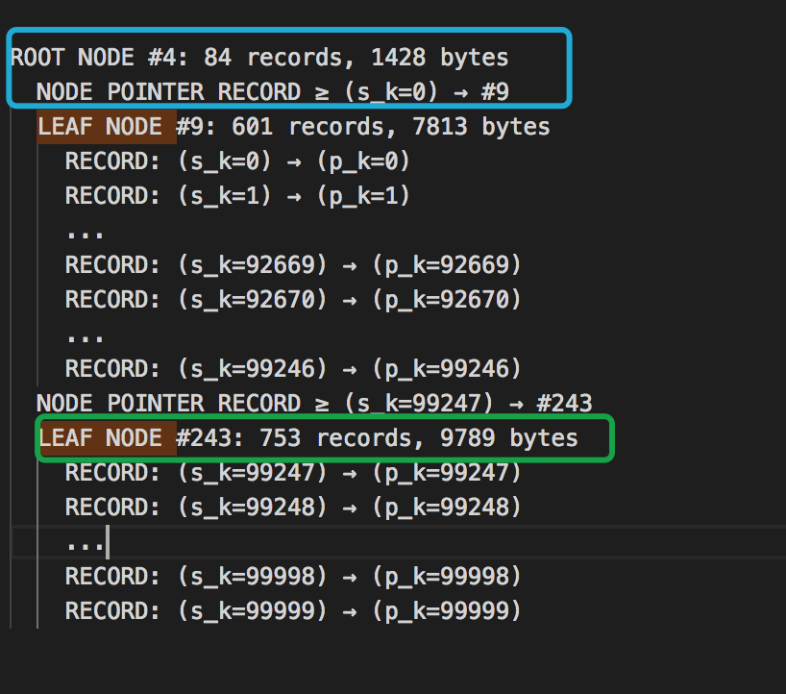 ROOT NODE #4: 84 records, 1428 bytes
NODE POINTER RECORD ≥ (s_k=0) → #9
LEAF NODE #9: 601 records, 7813 bytes
RECORD: (s_k=0) → (p_k=0)
RECORD: (s_k=1) → (p_k=1)
...
RECORD: (s_k=92669) → (p_k=92669)
RECORD: (s_k=92670) → (p_k=92670)
...
RECORD: (s_k=99246) → (p_k=99246)
NODE POINTER RECORD ≥ (s_k=99247) → #243
LEAF NODE #243: 753 records, 9789 bytes
RECORD: (s_k=99247) → (p_k=99247)
RECORD: (s_k=99248) → (p_k=99248)
...
RECORD: (s_k=99998) → (p_k=99998)
RECORD: (s_k=99999) → (p_k=99999)